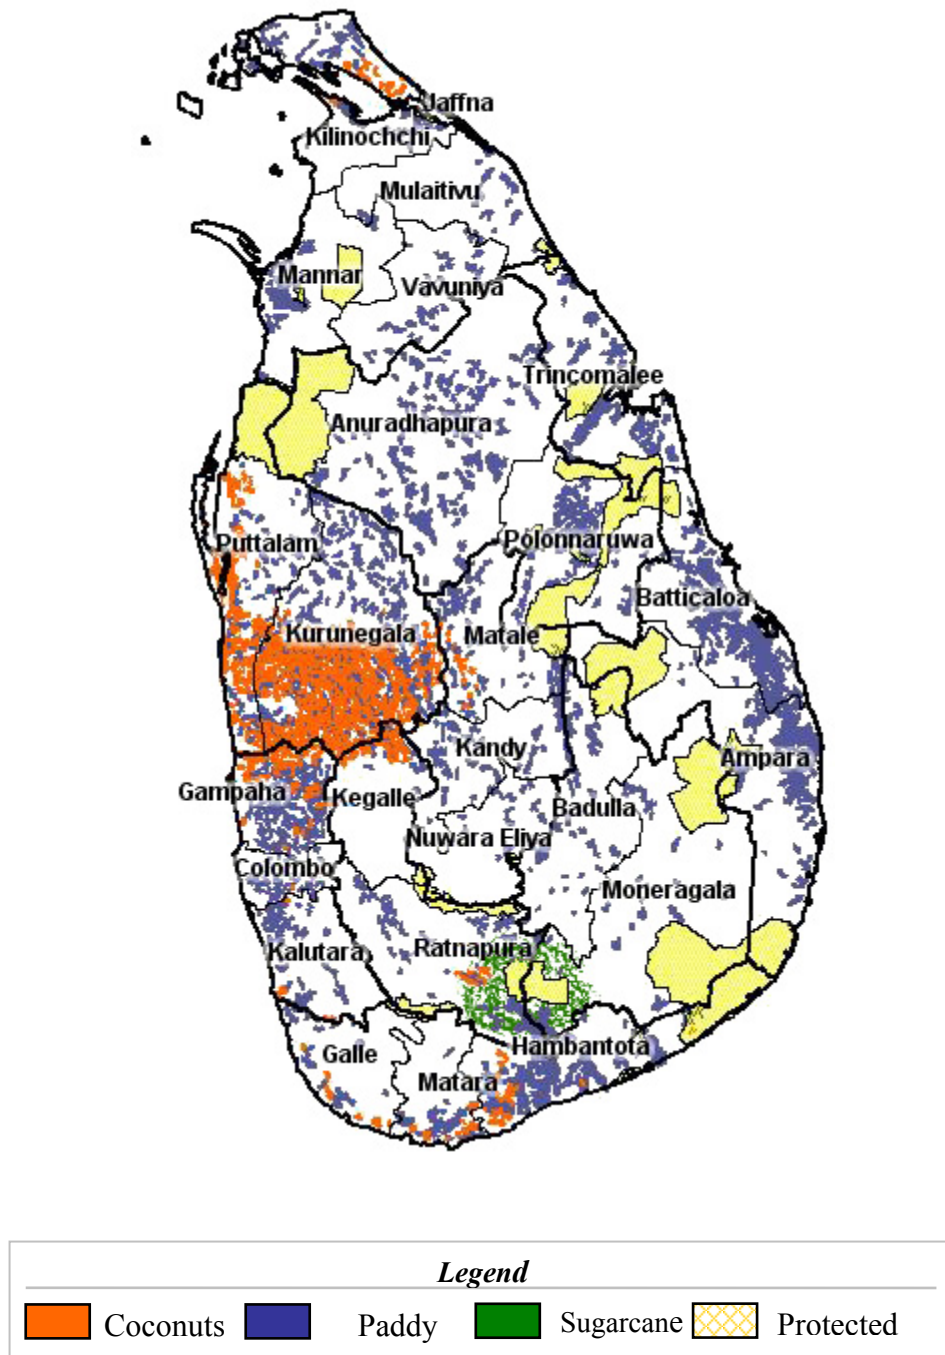 Jaffna
Kilinochchi
Mulaitivu
Mannar
Vavuniya
Trincomalee
Anuradhapura
Puttalam
Polonnaruwa
Batticaloa
Kurunegala
Matale
Kandy
Ampara
Gampaha
Kegalle
Badulla
Nuwara Eliya
Colombo
Moneragala
Kalutara
Ratnapura
Hambantota
Galle
Matara
Legend
Coconuts Paddy Sugarcane Protected